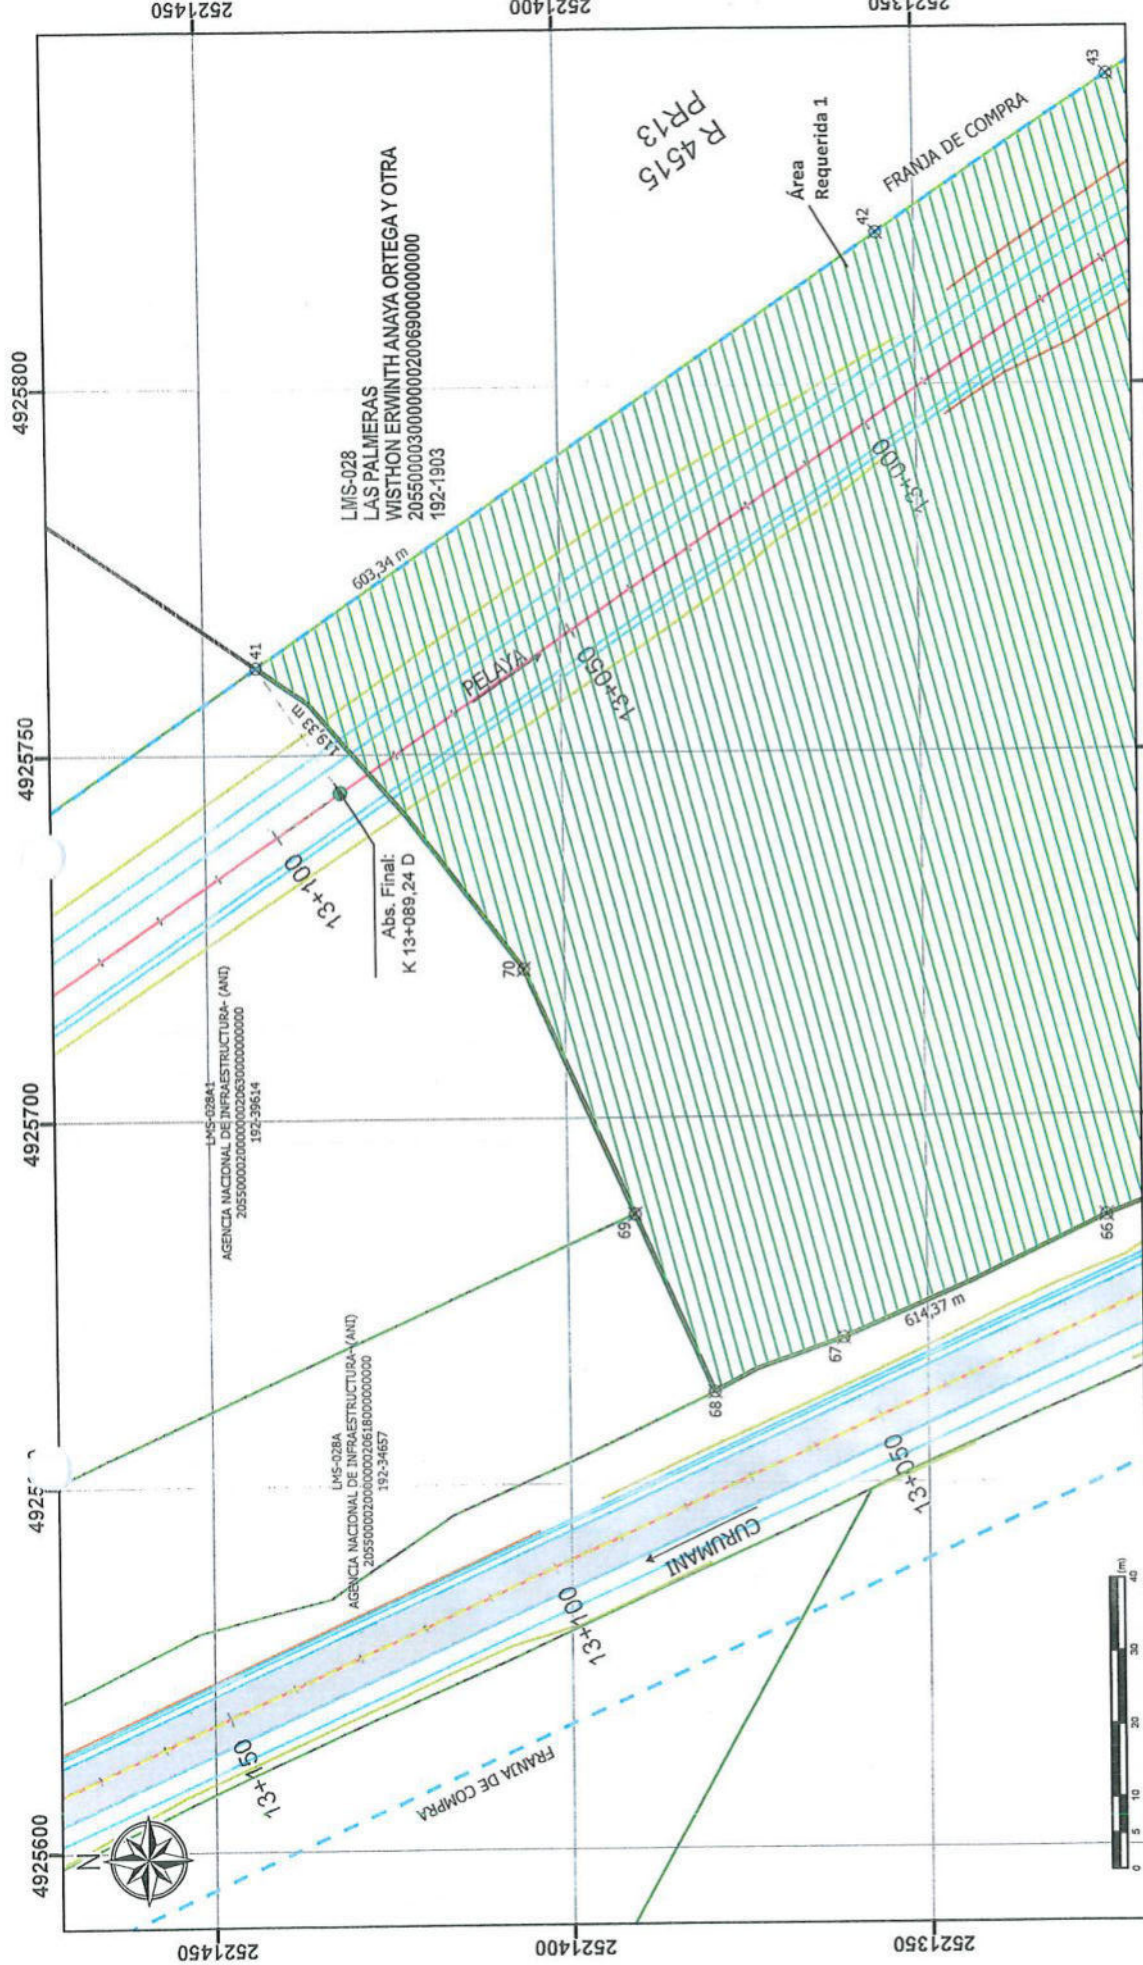 4925600
4925700
4925750
4925800
2521450
2521400
2521350
2521450
2521400
2521350
N
LMS-028
LAS PALMERAS
WISTHON ERWINTH ANAYA ORTEGA Y OTRA
192-1903
R 4515
PR13
Área
Requerida 1
FRANJA DE COMPRA
41
42
43
603,34 m
119,33 m
PELAYA
13+100
13+050
13+000
Abs. Final:
K 13+089,24 D
LMS-028A1
AGENCIA NACIONAL DE INFRAESTRUCTURA- (ANI)
192-39614
LMS-028A
AGENCIA NACIONAL DE INFRAESTRUCTURA-(ANI)
192-34657
70
69
68
67
66
614,37 m
CURUMANI
13+150
13+100
13+050
FRANJA DE COMPRA
0 5 10 20 30 40
(m)